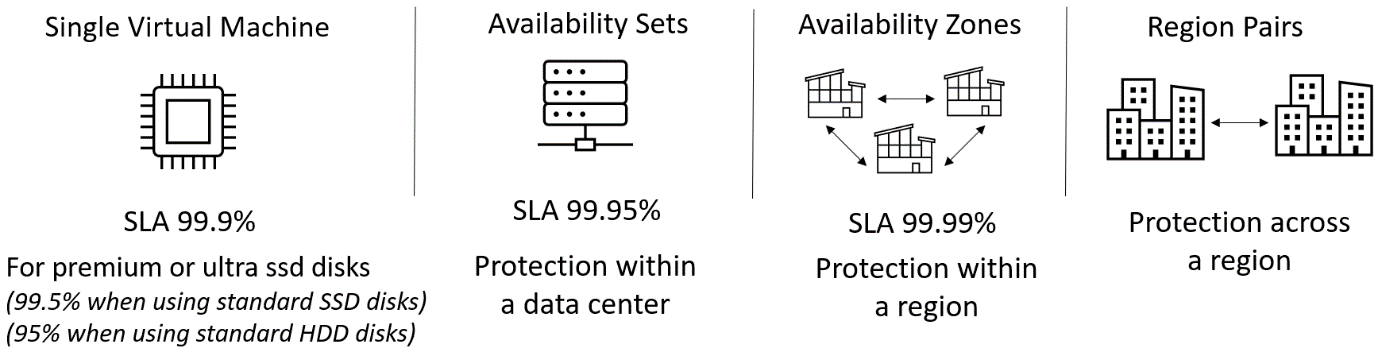 Single Virtual Machine
SLA 99.9%
For premium or ultra ssd disks
(99.5% when using standard SSD disks)
(95% when using standard HDD disks)
Availability Sets
SLA 99.95%
Protection within
a data center
Availability Zones
SLA 99.99%
Protection within
a region
Region Pairs
Protection across
a region